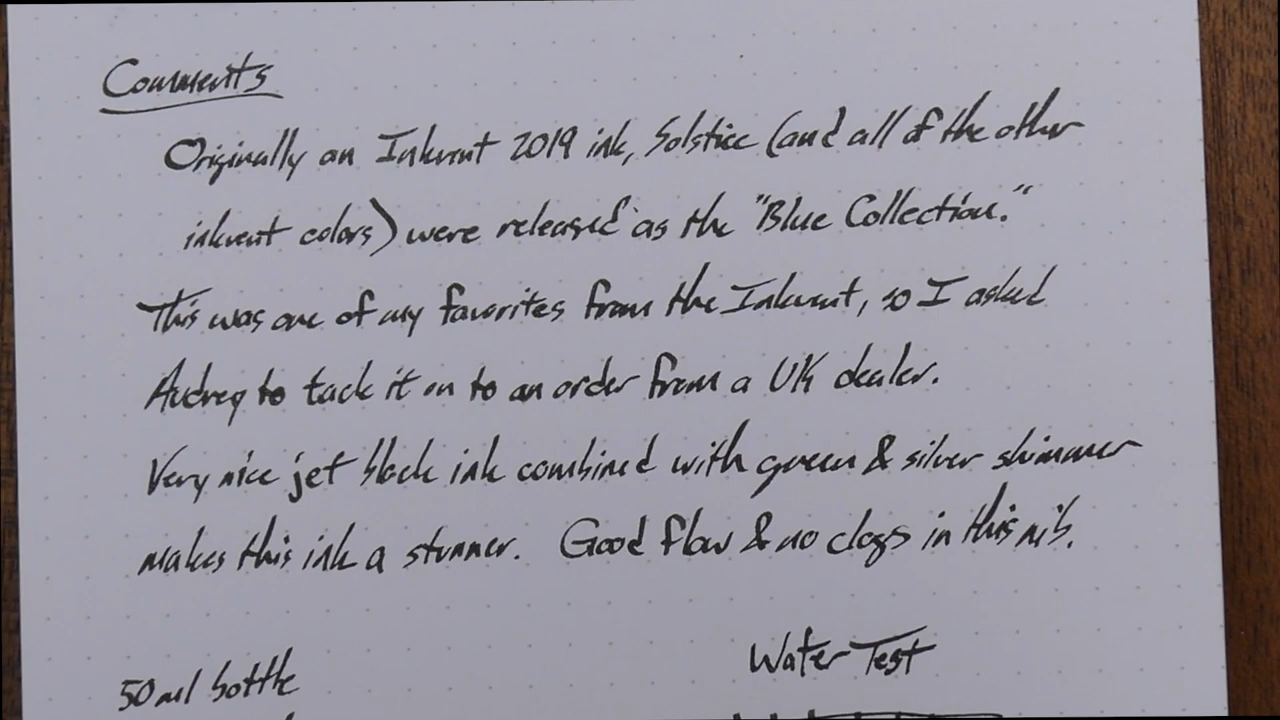 Comments
Originally an Inkvent 2019 ink, Solstice (and all of the other
inkvent colors) were released as the "Blue Collection."
This was one of my favorites from the Inkvent, so I asked
Audrey to tack it on to an order from a UK dealer.
Very nice jet black ink combined with green & silver shimmer
makes this ink a stunner. Good flow & no clogs in this nib.
50 ml bottle
Water Test